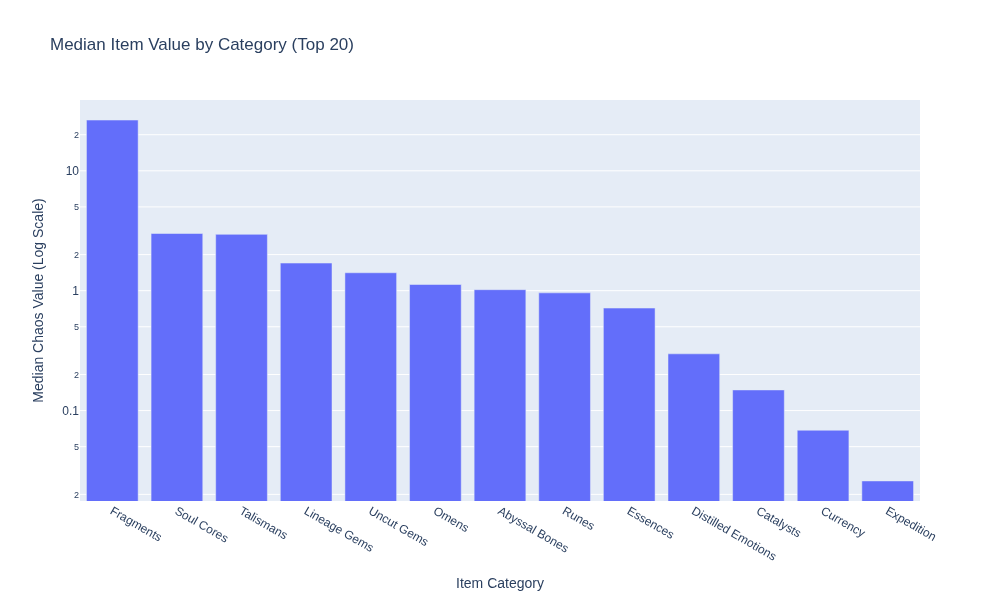 Median Item Value by Category (Top 20)
Median Chaos Value (Log Scale)
2
10
5
2
1
5
2
0.1
5
2
Fragments
Soul Cores
Talismans
Lineage Gems
Uncut Gems
Omens
Abyssal Bones
Runes
Essences
Distilled Emotions
Catalysts
Currency
Expedition
Item Category